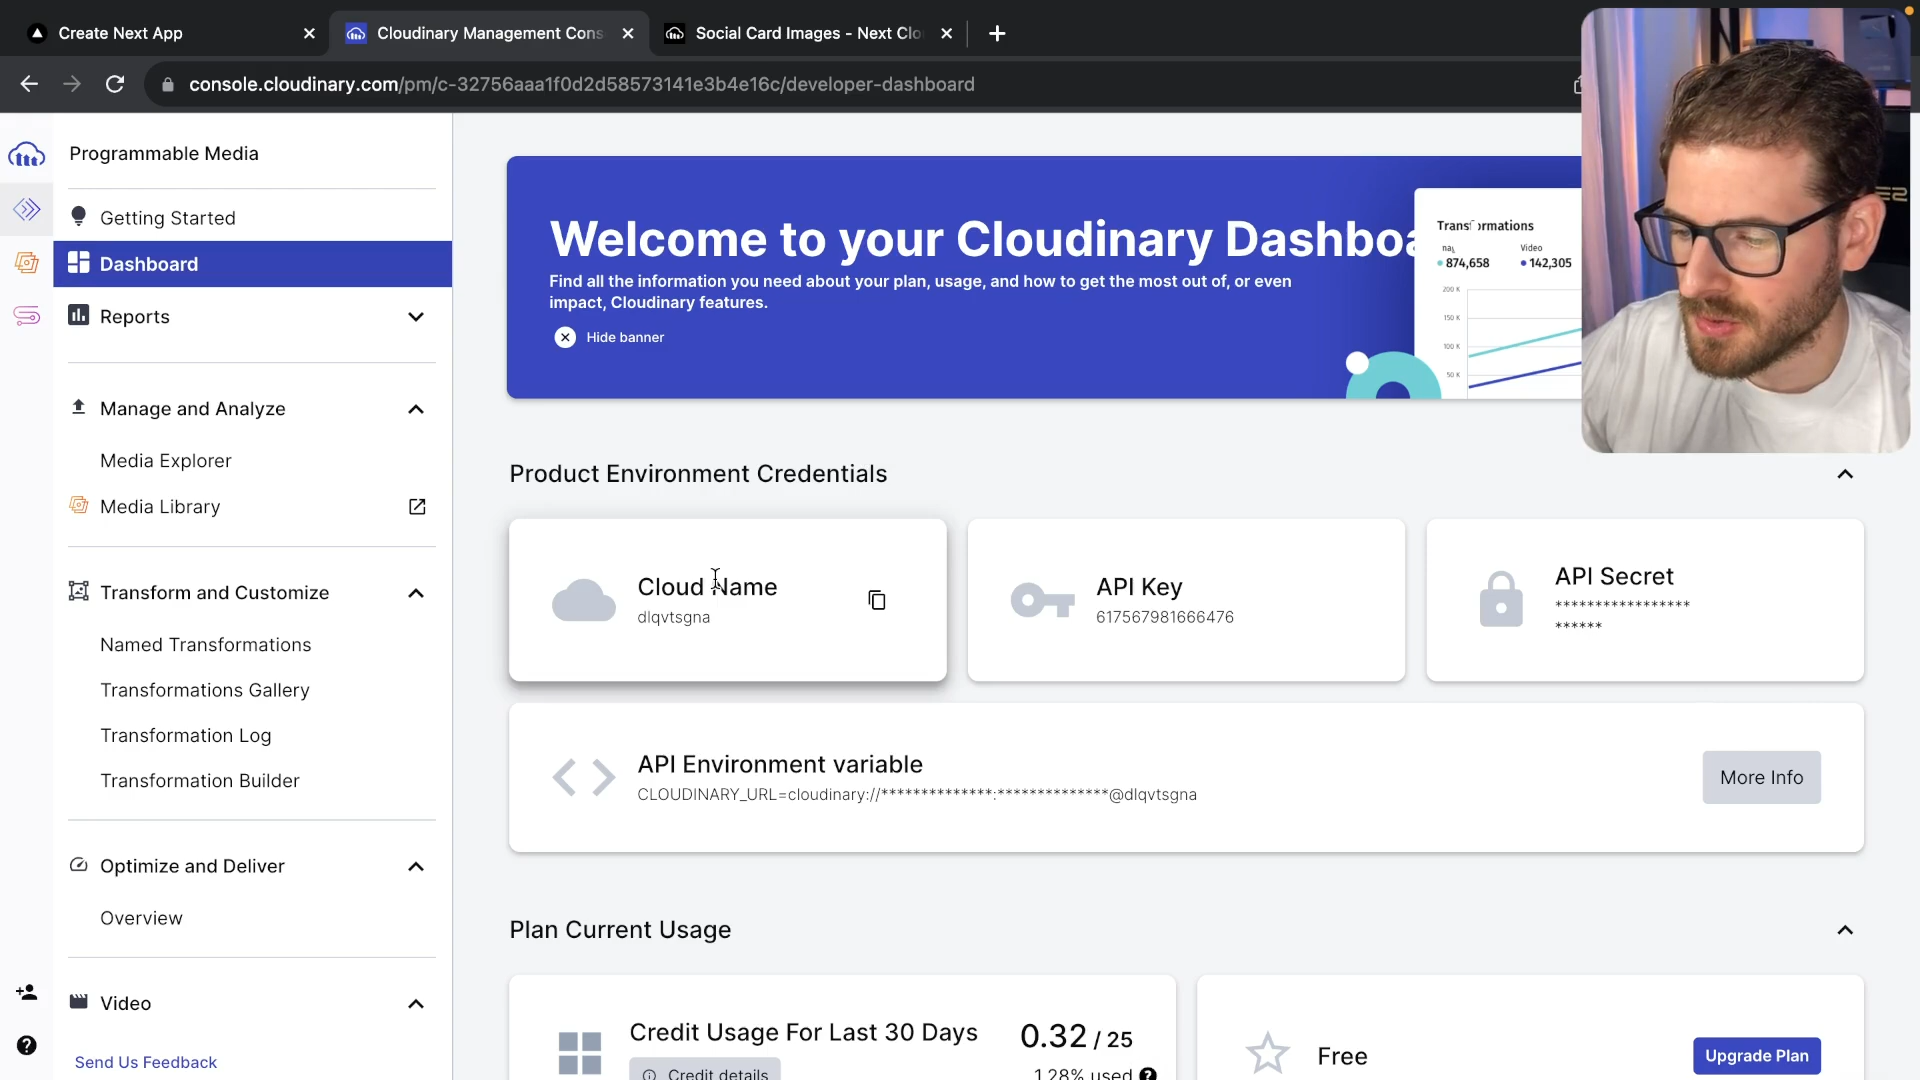 Create Next App
Cloudinary Management Cons
Social Card Images - Next Clo
console.cloudinary.com/pm/c-32756aaa1f0d2d58573141e3b4e16c/developer-dashboard
Programmable Media
Getting Started
Dashboard
Reports
Manage and Analyze
Media Explorer
Media Library
Transform and Customize
Named Transformations
Transformations Gallery
Transformation Log
Transformation Builder
Optimize and Deliver
Overview
Video
Send Us Feedback
Welcome to your Cloudinary Dashboa
Find all the information you need about your plan, usage, and how to get the most out of, or even
impact, Cloudinary features.
Hide banner
Transformations
Video
874,658
142,305
200 K
150 K
100 K
50 K
Product Environment Credentials
Cloud Name
dlqvtsgna
API Key
617567981666476
API Secret
*****************
******
API Environment variable
CLOUDINARY_URL=cloudinary://**************:**************@dlqvtsgna
More Info
Plan Current Usage
Credit Usage For Last 30 Days
0.32 / 25
Credit details
1.28% used
Free
Upgrade Plan